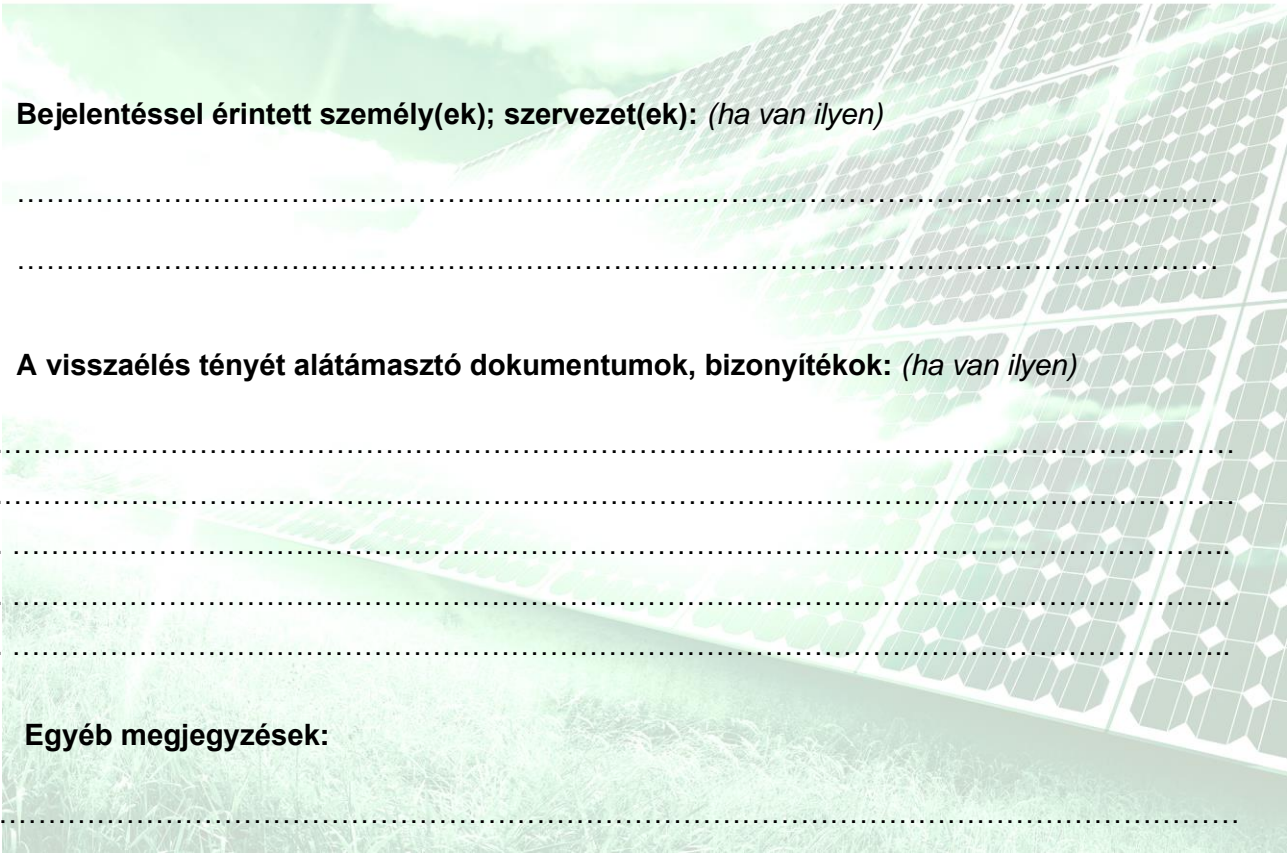 Bejelentéssel érintett személy(ek); szervezet(ek): (ha van ilyen)
……………………………………………………………………………………………………………
……………………………………………………………………………………………………………
A visszaélés tényét alátámasztó dokumentumok, bizonyítékok: (ha van ilyen)
……………………………………………………………………………………………………………….
……………………………………………………………………………………………………………….
……………………………………………………………………………………………………………..
……………………………………………………………………………………………………………...
……………………………………………………………………………………………………………..
Egyéb megjegyzések:
……………………………………………………………………………………………………………….